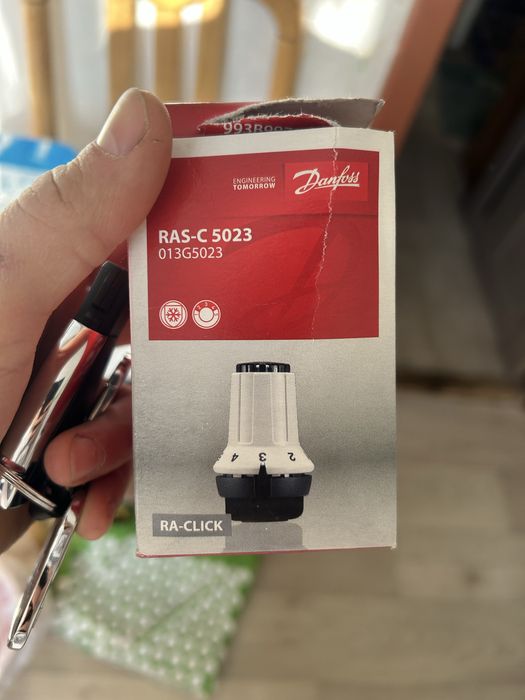 ENGINEERING
TOMORROW
Danfoss
RAS-C 5023
013G5023
4 3 2
RA-CLICK